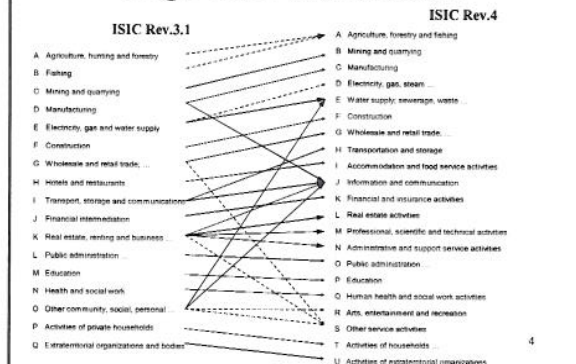 ISIC Rev.3.1
A Agriculture, hunting and forestry
B Fishing
C Mining and quarrying
D Manufacturing
E Electricity, gas and water supply
F Construction
G Wholesale and retail trade, ...
H Hotels and restaurants
I Transport, storage and communications
J Financial intermediation
K Real estate, renting and business ...
L Public administration ...
M Education
N Health and social work
O Other community, social, personal ...
P Activities of private households
Q Extraterritorial organizations and bodies
ISIC Rev.4
A Agriculture, forestry and fishing
B Mining and quarrying
C Manufacturing
D Electricity, gas, steam ...
E Water supply; sewerage, waste ...
F Construction
G Wholesale and retail trade, ...
H Transportation and storage
I Accommodation and food service activities
J Information and communication
K Financial and insurance activities
L Real estate activities
M Professional, scientific and technical activities
N Administrative and support service activities
O Public administration ...
P Education
Q Human health and social work activities
R Arts, entertainment and recreation
S Other service activities
T Activities of households ...
U Activities of extraterritorial organizations
4